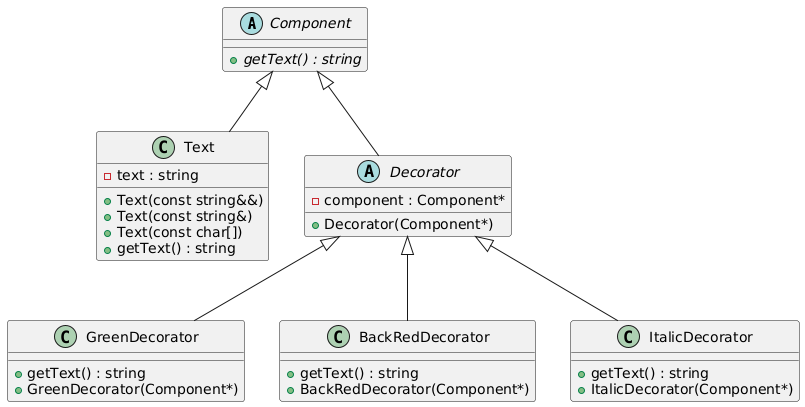 A Component
+ getText() : string
C Text
text : string
Text(const string&&)
Text(const string&)
Text(const char[])
getText() : string
A Decorator
component : Component*
Decorator(Component*)
C GreenDecorator
getText() : string
GreenDecorator(Component*)
C BackRedDecorator
getText() : string
BackRedDecorator(Component*)
C ItalicDecorator
getText() : string
ItalicDecorator(Component*)